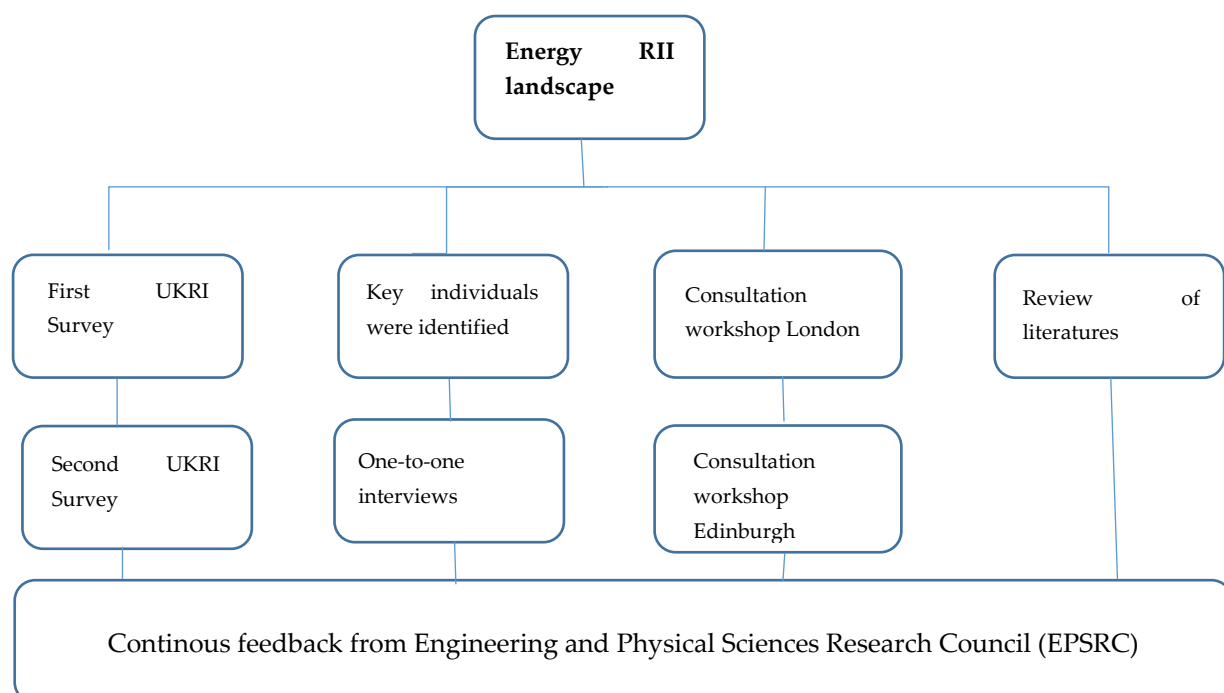 Energy RII
landscape
First UKRI
Survey
Key individuals
were identified
Consultation
workshop London
Review of
literatures
Second UKRI
Survey
One-to-one
interviews
Consultation
workshop
Edinburgh
Continous feedback from Engineering and Physical Sciences Research Council (EPSRC)